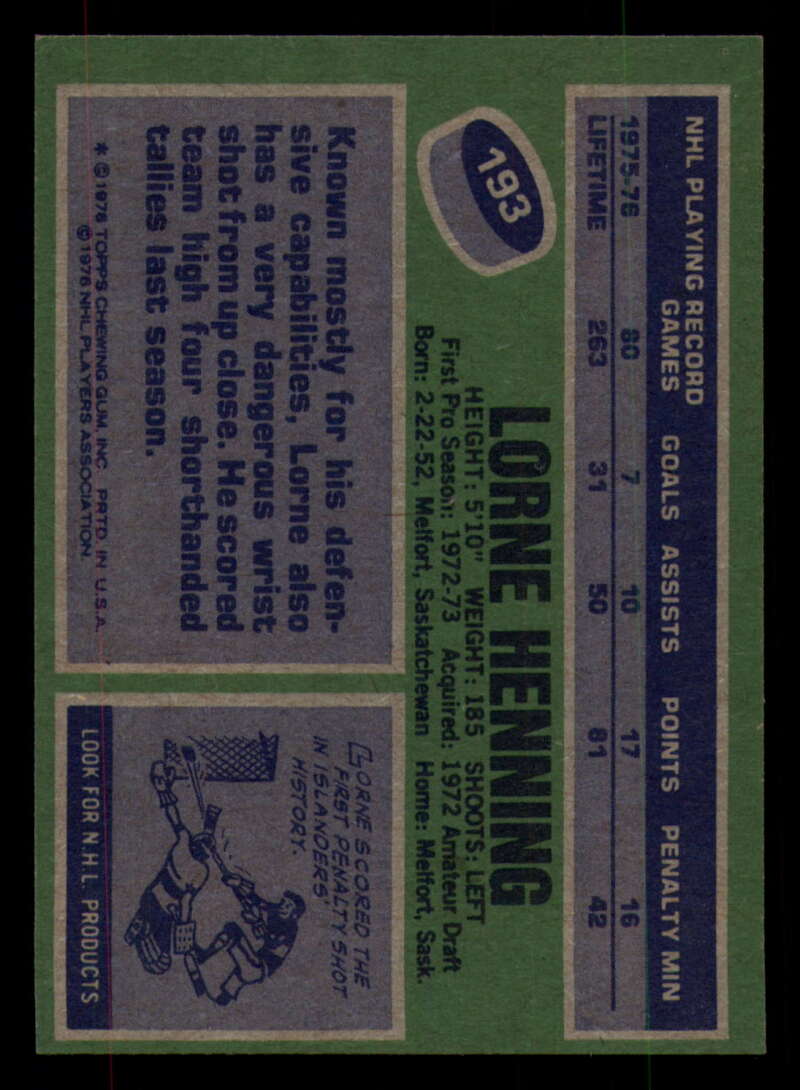 NHL PLAYING RECORD
GAMES GOALS ASSISTS POINTS PENALTY MIN
1975-76 80 7 10 17 16
LIFETIME 263 31 50 81 42
193
LORNE HENNING
HEIGHT: 5'10" WEIGHT: 185 SHOOTS: LEFT
First Pro Season: 1972-73 Acquired: 1972 Amateur Draft
Born: 2-22-52, Melfort, Saskatchewan Home: Melfort, Sask.
Known mostly for his defen-
sive capabilities, Lorne also
has a very dangerous wrist
shot from up close. He scored
team high four shorthanded
tallies last season.
* © 1976 TOPPS CHEWING GUM, INC. PRTD. IN U.S.A.
© 1976 NHL PLAYERS ASSOCIATION.
LORNE SCORED THE
FIRST PENALTY SHOT
IN ISLANDERS'
HISTORY.
LOOK FOR N.H.L. PRODUCTS